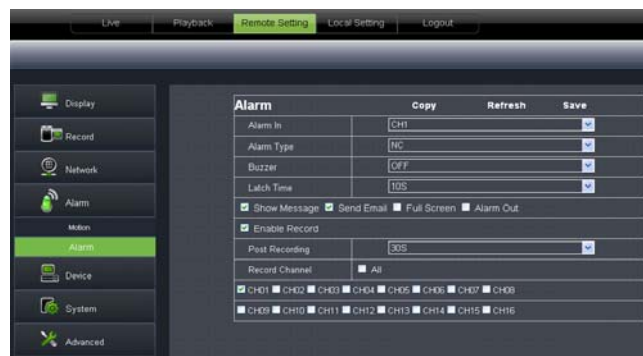 Live Playback Remote Setting Local Setting Logout
Display
Record
Network
Alarm
Motion
Alarm
Device
System
Advanced
Alarm Copy Refresh Save
Alarm In CH1
Alarm Type NC
Buzzer OFF
Latch Time 10S
Show Message Send Email Full Screen Alarm Out
Enable Record
Post Recording 30S
Record Channel All
CH01 CH02 CH03 CH04 CH05 CH06 CH07 CH08
CH09 CH10 CH11 CH12 CH13 CH14 CH15 CH16